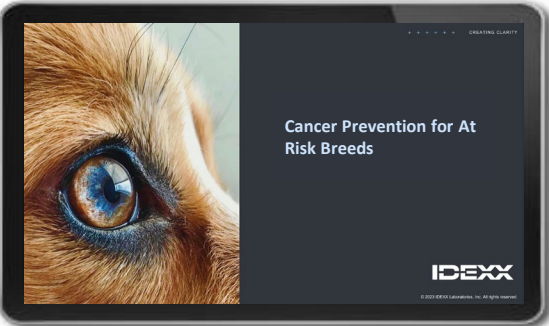 CREATING CLARITY
Cancer Prevention for At
Risk Breeds
IDEXX
© 2023 IDEXX Laboratories, Inc. All rights reserved.